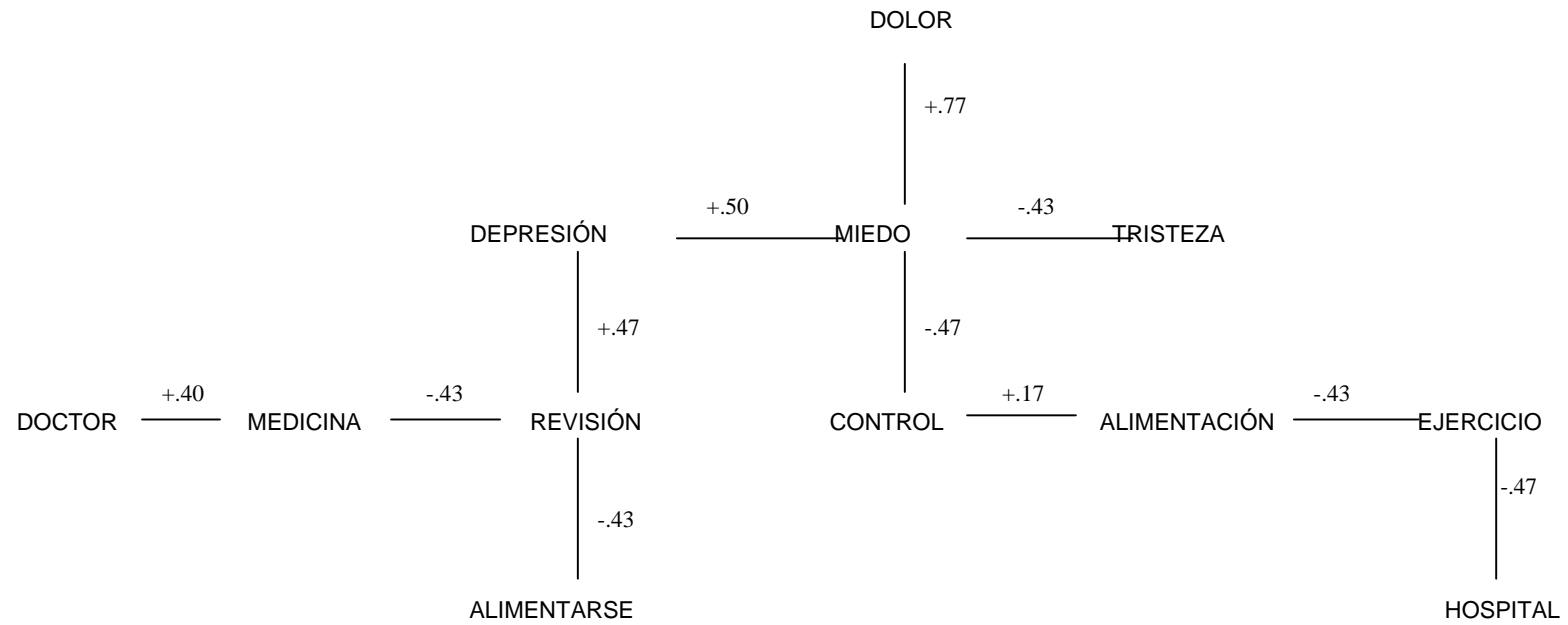 DOLOR
+.77
+.50 -.43
DEPRESIÓN MIEDO TRISTEZA
+.47 -.47
+.40 -.43 +.17 -.43
DOCTOR MEDICINA REVISIÓN CONTROL ALIMENTACIÓN EJERCICIO
-.47
-.43
ALIMENTARSE HOSPITAL